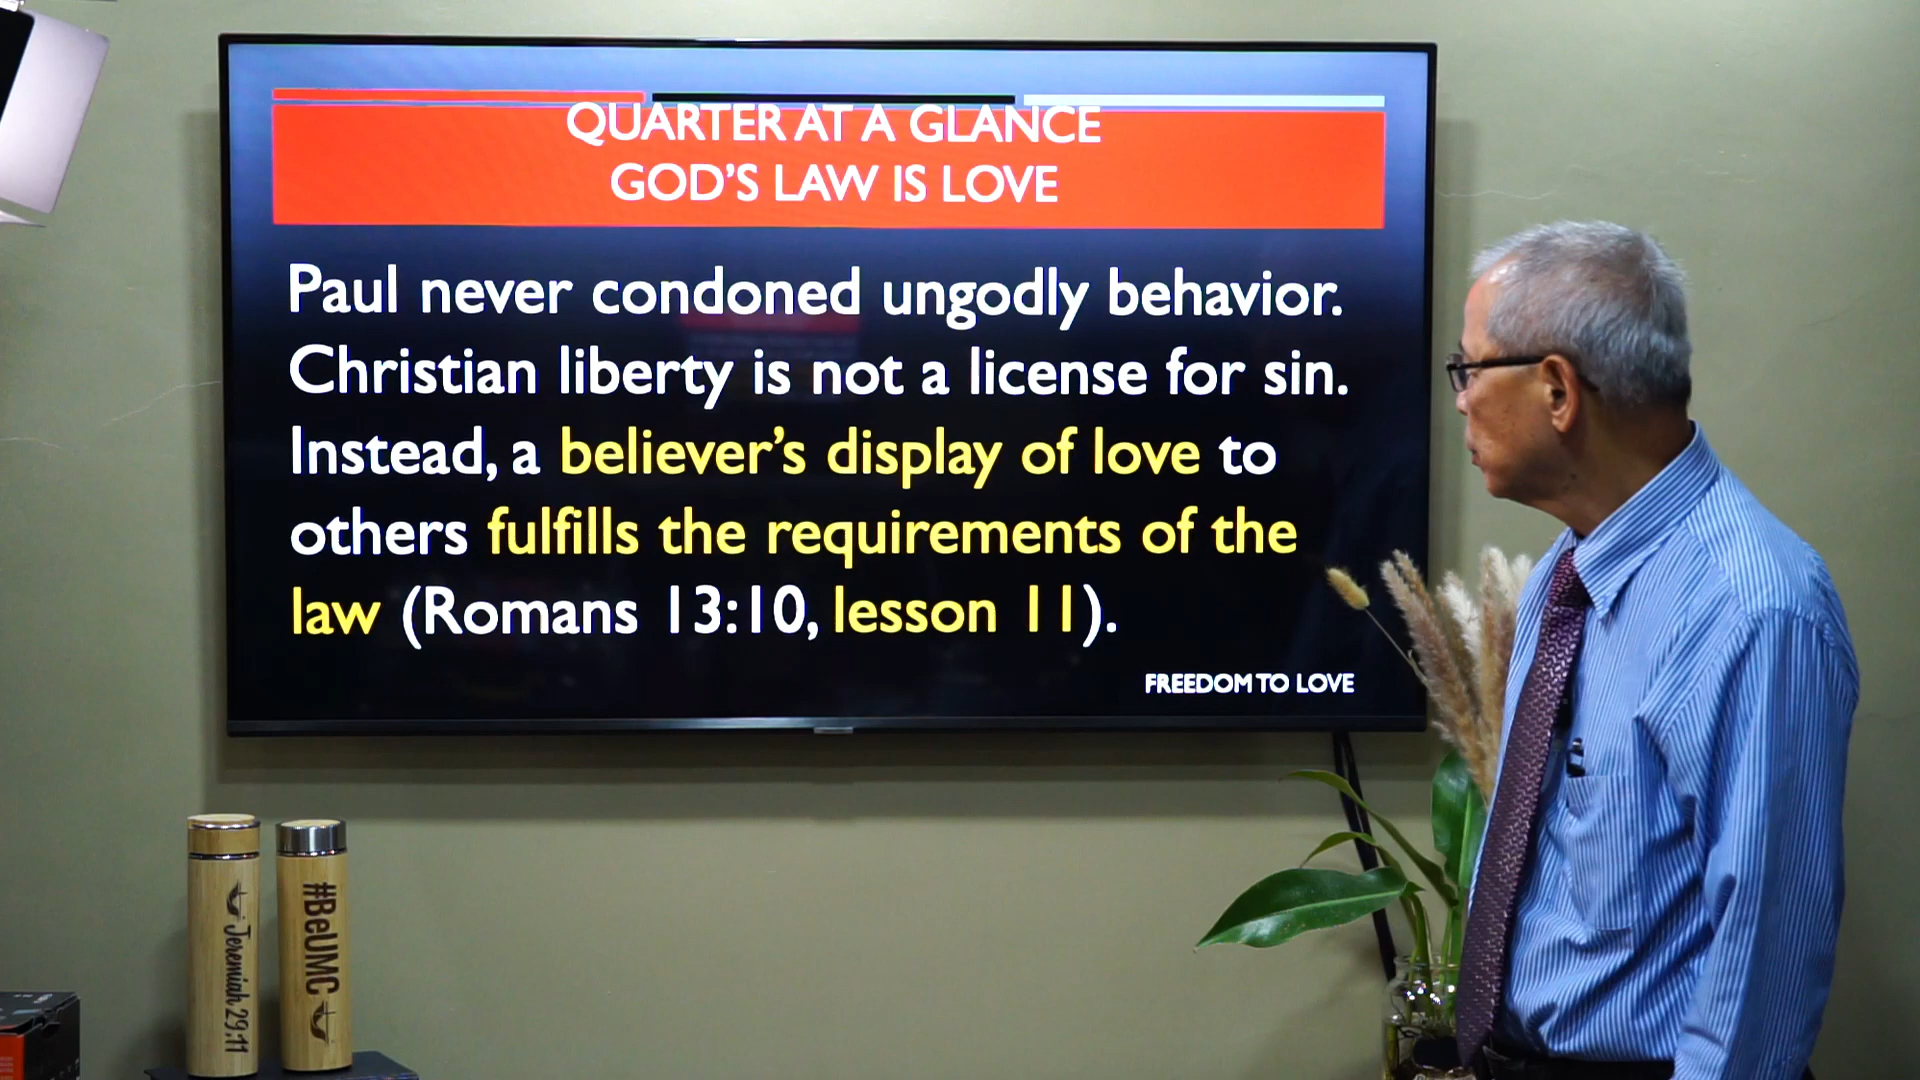 QUARTER AT A GLANCE
GOD'S LAW IS LOVE
Paul never condoned ungodly behavior.
Christian liberty is not a license for sin.
Instead, a believer's display of love to
others fulfills the requirements of the
law (Romans 13:10, lesson 11).
FREEDOM TO LOVE
Jeremiah 29:11
#BeUMC